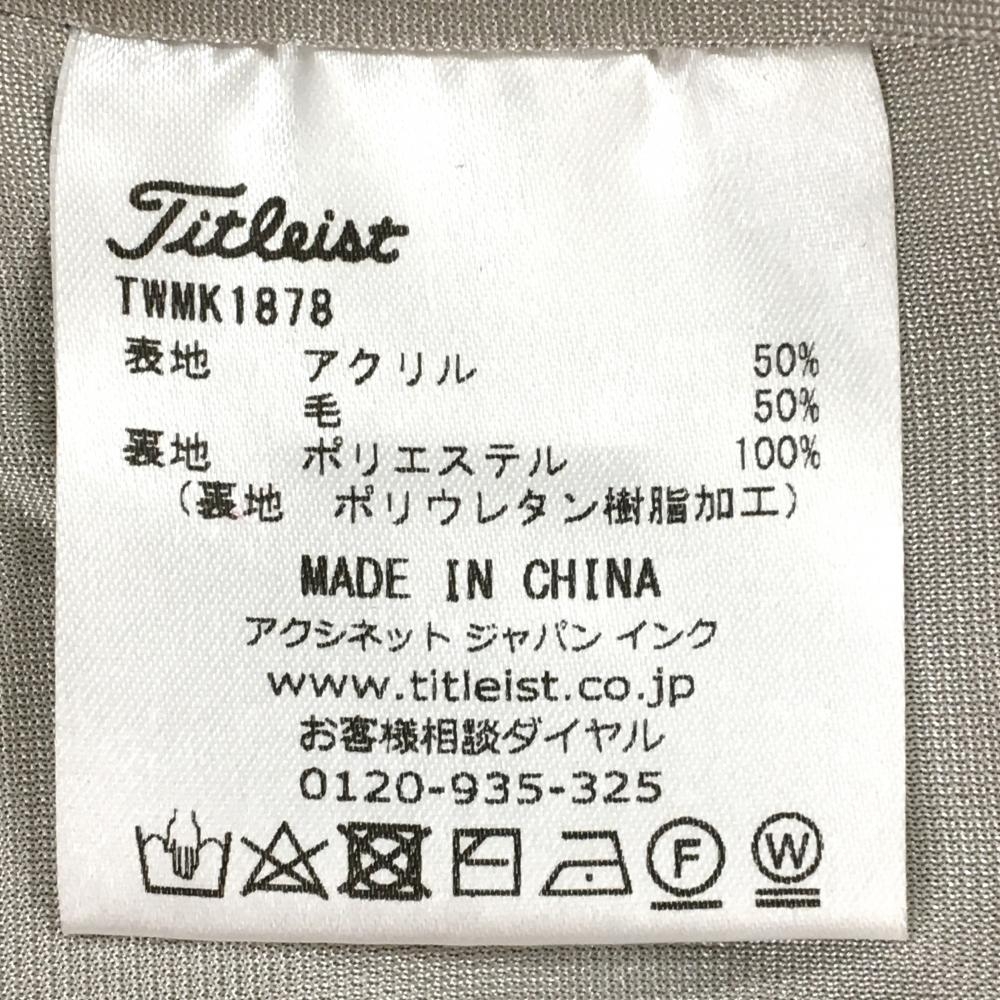 Titleist
TWMK1878
表地 アクリル 50%
毛 50%
裏地 ポリエステル 100%
（裏地 ポリウレタン樹脂加工）
MADE IN CHINA
アクシネット ジャパン インク
www.titleist.co.jp
お客様相談ダイヤル
0120-935-325
F W